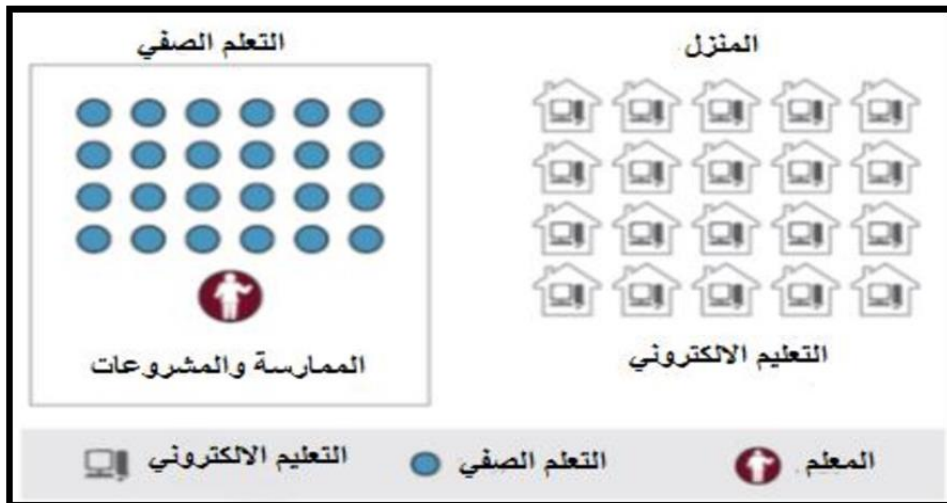 المنزل
التعلم الصفي
التعليم الالكتروني
الممارسة والمشروعات
المعلم
التعلم الصفي
التعليم الالكتروني